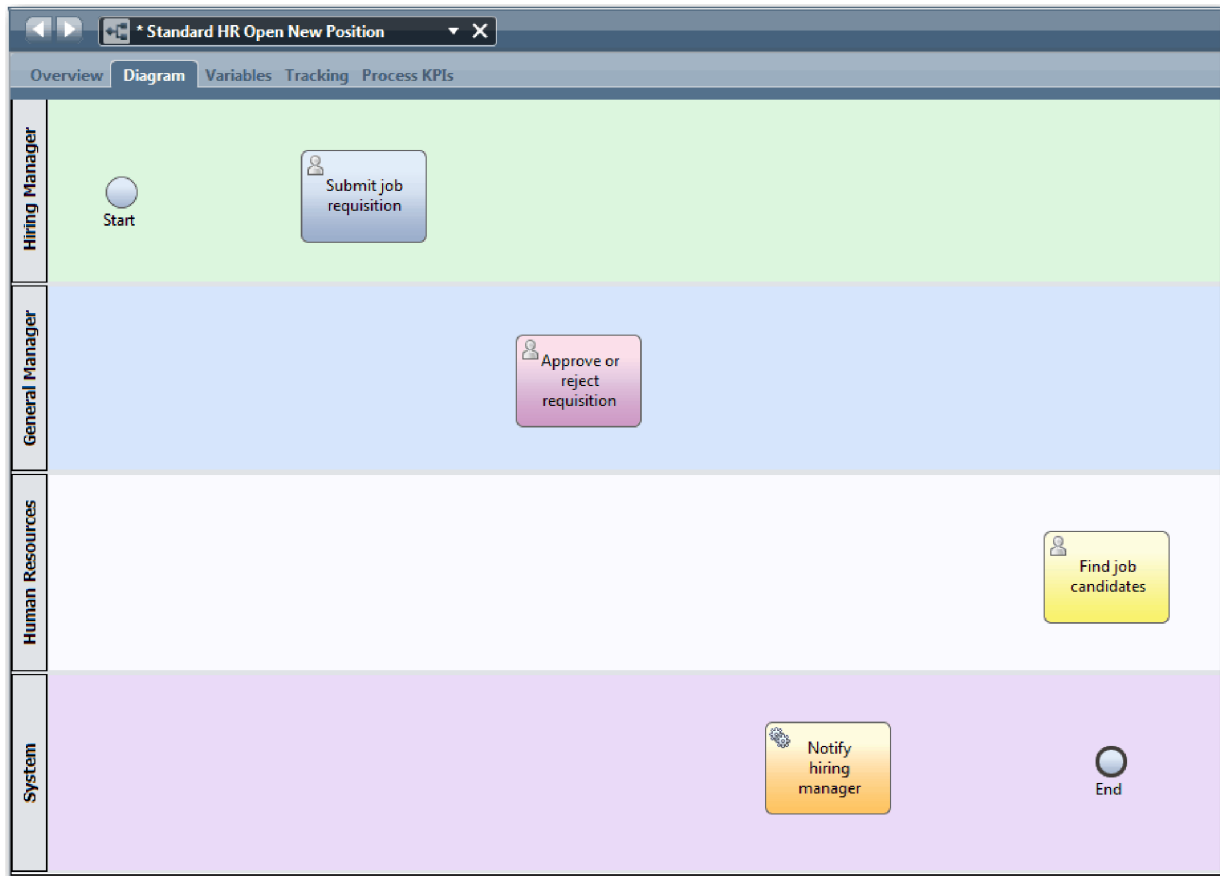 * Standard HR Open New Position
Overview Diagram Variables Tracking Process KPIs
Hiring Manager
Start
Submit job
requisition
General Manager
Approve or
reject
requisition
Human Resources
Find job
candidates
System
Notify
hiring
manager
End